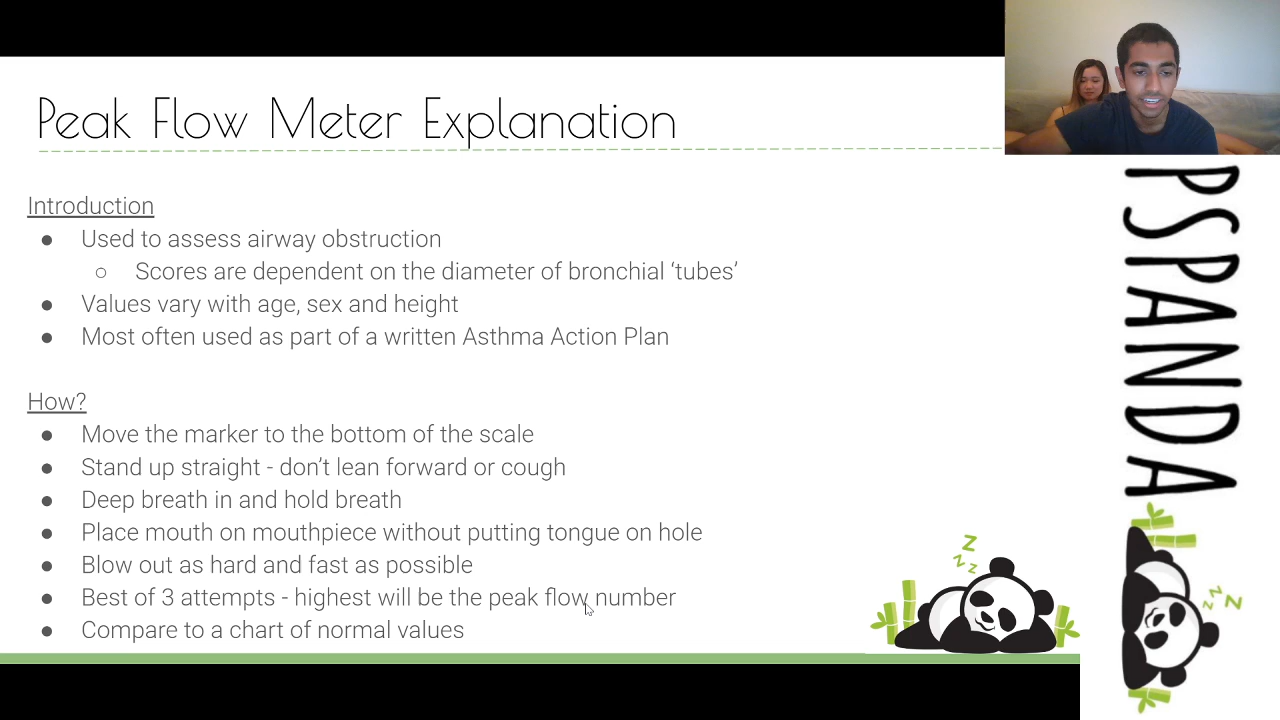 Peak Flow Meter Explanation
Introduction
● Used to assess airway obstruction
○ Scores are dependent on the diameter of bronchial ‘tubes’
● Values vary with age, sex and height
● Most often used as part of a written Asthma Action Plan
How?
● Move the marker to the bottom of the scale
● Stand up straight - don’t lean forward or cough
● Deep breath in and hold breath
● Place mouth on mouthpiece without putting tongue on hole
● Blow out as hard and fast as possible
● Best of 3 attempts - highest will be the peak flow number
● Compare to a chart of normal values
z z z
PSPANDA
z z z